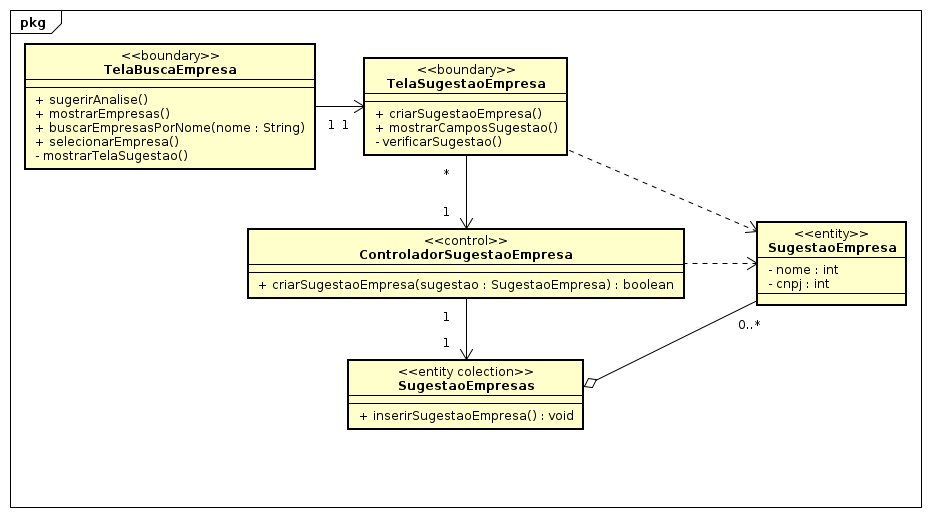 pkg
<<boundary>>
TelaBuscaEmpresa
+ sugerirAnalise()
+ mostrarEmpresas()
+ buscarEmpresasPorNome(nome : String)
+ selecionarEmpresa()
- mostrarTelaSugestao()
1 1
<<boundary>>
TelaSugestaoEmpresa
+ criarSugestaoEmpresa()
+ mostrarCamposSugestao()
- verificarSugestao()
*
1
<<control>>
ControladorSugestaoEmpresa
+ criarSugestaoEmpresa(sugestao : SugestaoEmpresa) : boolean
<<entity>>
SugestaoEmpresa
- nome : int
- cnpj : int
1
1
0..*
<<entity colection>>
SugestaoEmpresas
+ inserirSugestaoEmpresa() : void